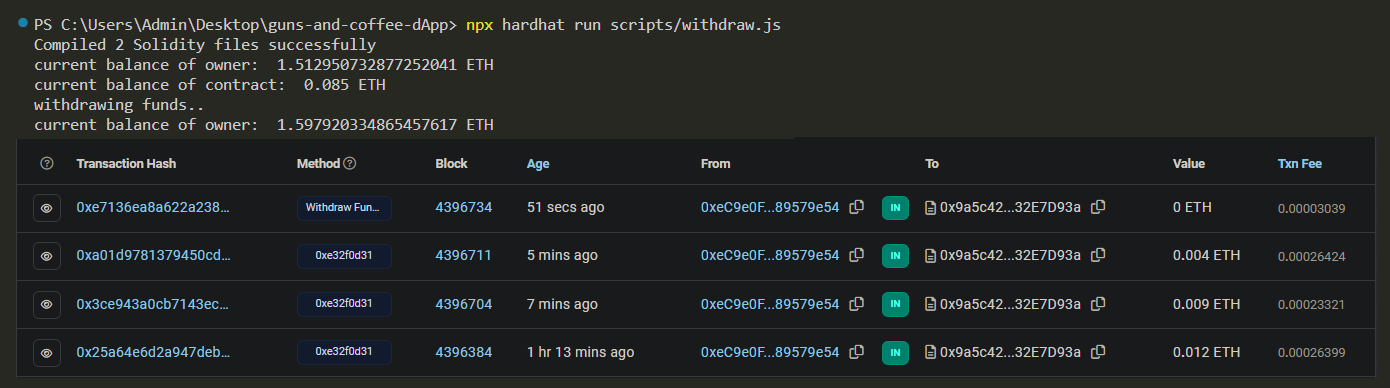 PS C:\Users\Admin\Desktop\guns-and-coffee-dApp> npx hardhat run scripts/withdraw.js
Compiled 2 Solidity files successfully
current balance of owner:  1.512950732877252041 ETH
current balance of contract:  0.085 ETH
withdrawing funds..
current balance of owner:  1.597920334865457617 ETH
? Transaction Hash Method ? Block Age From To Value Txn Fee
0xe7136ea8a622a238... Withdraw Fun... 4396734 51 secs ago 0xeC9e0F...89579e54 IN 0x9a5c42...32E7D93a 0 ETH 0.00003039
0xa01d9781379450cd... 0xe32f0d31 4396711 5 mins ago 0xeC9e0F...89579e54 IN 0x9a5c42...32E7D93a 0.004 ETH 0.00026424
0x3ce943a0cb7143ec... 0xe32f0d31 4396704 7 mins ago 0xeC9e0F...89579e54 IN 0x9a5c42...32E7D93a 0.009 ETH 0.00023321
0x25a64e6d2a947deb... 0xe32f0d31 4396384 1 hr 13 mins ago 0xeC9e0F...89579e54 IN 0x9a5c42...32E7D93a 0.012 ETH 0.00026399